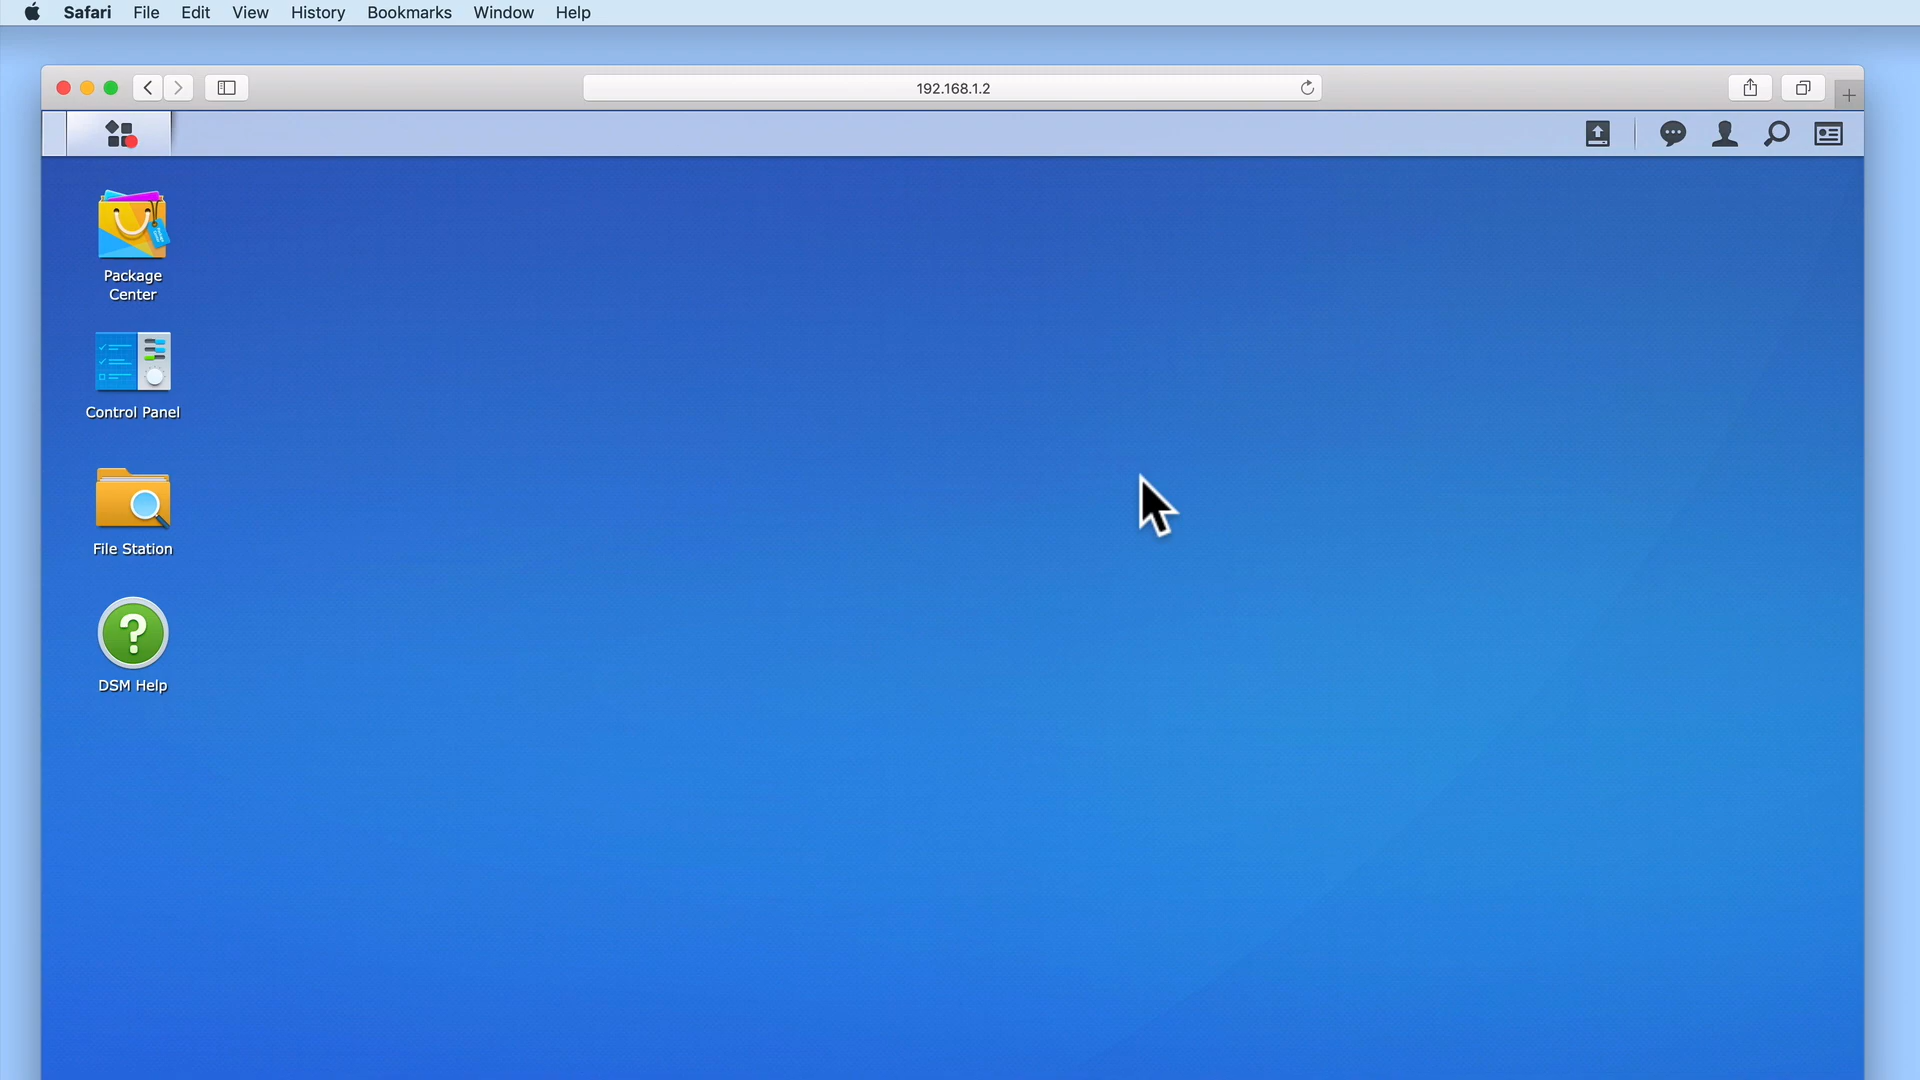 Safari File Edit View History Bookmarks Window Help
192.168.1.2
Package
Center
Control Panel
File Station
DSM Help